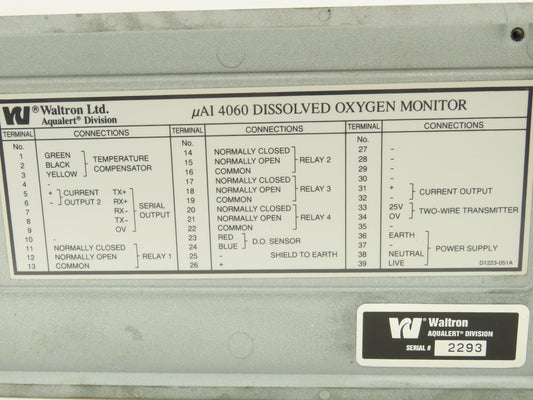 W ® Waltron Ltd.
Aqualert® Division
µAI 4060 DISSOLVED OXYGEN MONITOR
TERMINAL CONNECTIONS TERMINAL CONNECTIONS TERMINAL CONNECTIONS
No.
1 GREEN
2 BLACK TEMPERATURE
3 YELLOW COMPENSATOR
4 -
5 + CURRENT TX+
6 - OUTPUT 2 RX+
7 RX- SERIAL
8 TX- OUTPUT
9 OV
10 -
11 NORMALLY CLOSED
12 NORMALLY OPEN RELAY 1
13 COMMON
No.
14 NORMALLY CLOSED
15 NORMALLY OPEN RELAY 2
16 COMMON
17 NORMALLY CLOSED
18 NORMALLY OPEN RELAY 3
19 COMMON
20 NORMALLY CLOSED
21 NORMALLY OPEN RELAY 4
22 COMMON
23 RED
24 BLUE D.O. SENSOR
25 - SHIELD TO EARTH
26 +
No.
27 -
28 -
29 -
30 -
31 +
32 - CURRENT OUTPUT
33 25V
34 OV TWO-WIRE TRANSMITTER
35 -
36 EARTH
37 - POWER SUPPLY
38 NEUTRAL
39 LIVE
D1223-051A
W ® Waltron
AQUALERT® DIVISION
SERIAL # 2293